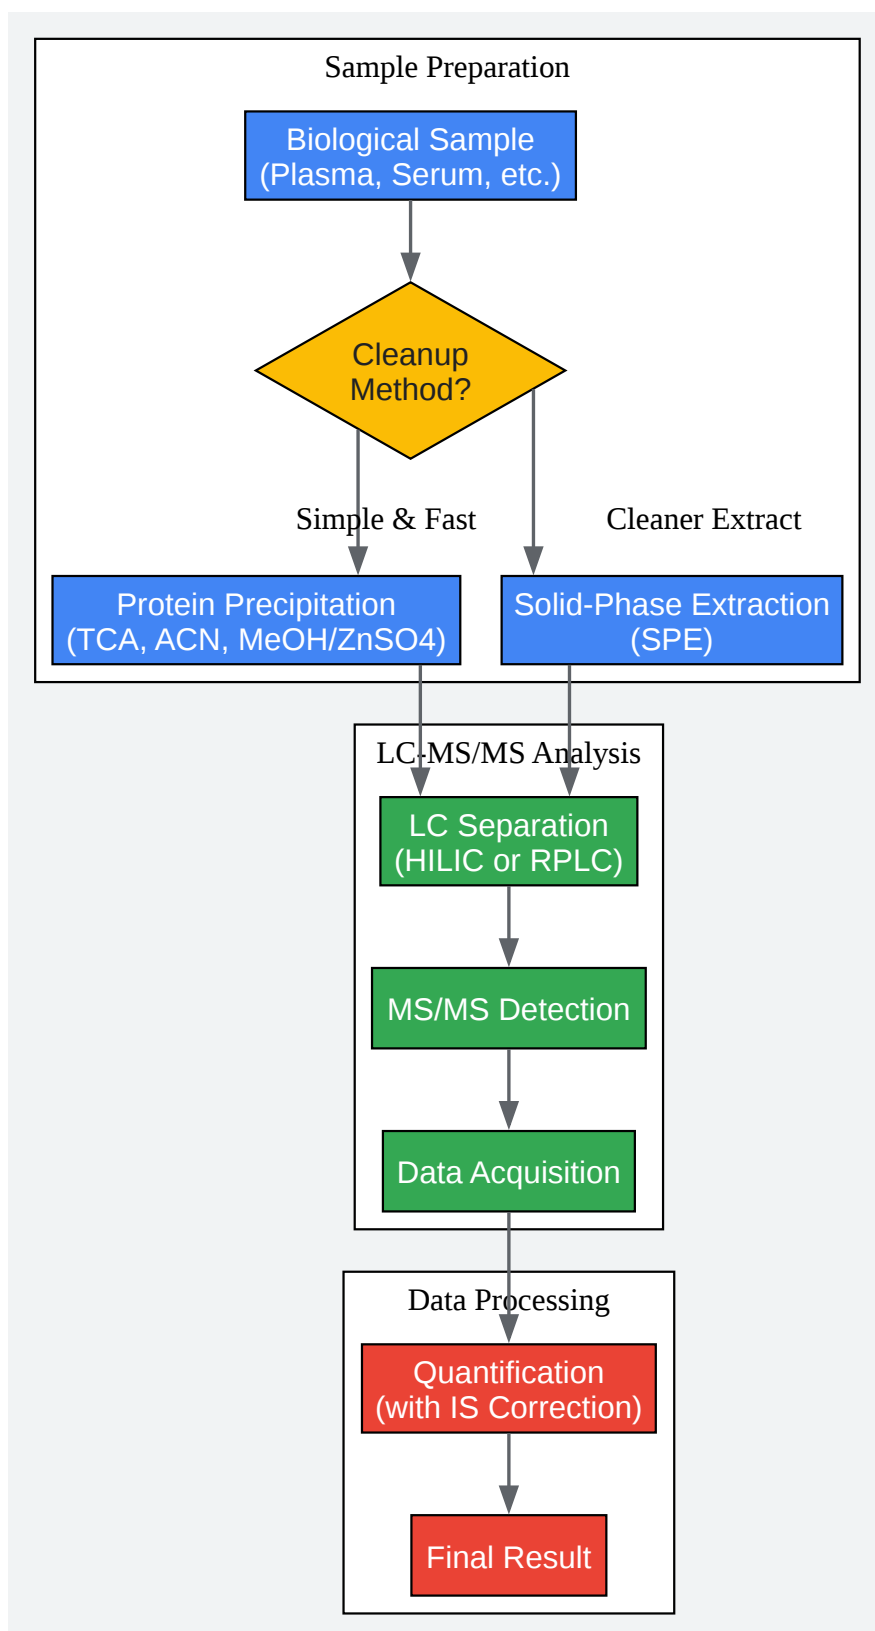 Sample Preparation
Biological Sample
(Plasma, Serum, etc.)
Cleanup
Method?
Simple & Fast
Cleaner Extract
Protein Precipitation
(TCA, ACN, MeOH/ZnSO4)
Solid-Phase Extraction
(SPE)
LC-MS/MS Analysis
LC Separation
(HILIC or RPLC)
MS/MS Detection
Data Acquisition
Data Processing
Quantification
(with IS Correction)
Final Result